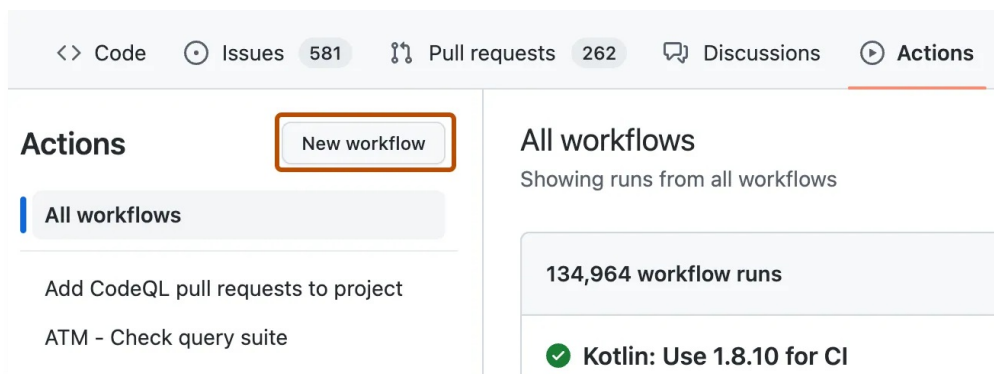 Code Issues 581 Pull requests 262 Discussions Actions
Actions
New workflow
All workflows
Add CodeQL pull requests to project
ATM - Check query suite
All workflows
Showing runs from all workflows
134,964 workflow runs
Kotlin: Use 1.8.10 for CI